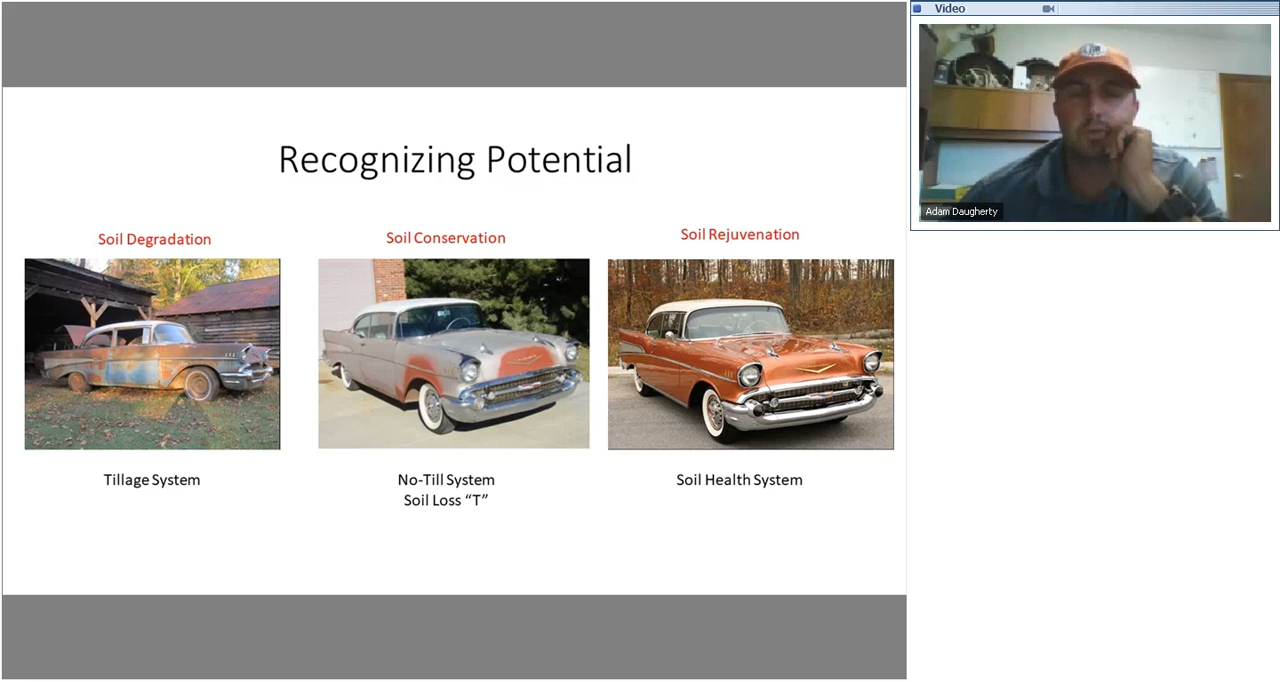 Video
Adam Daugherty
Recognizing Potential
Soil Degradation
Soil Conservation
Soil Rejuvenation
Tillage System
No-Till System
Soil Loss “T”
Soil Health System